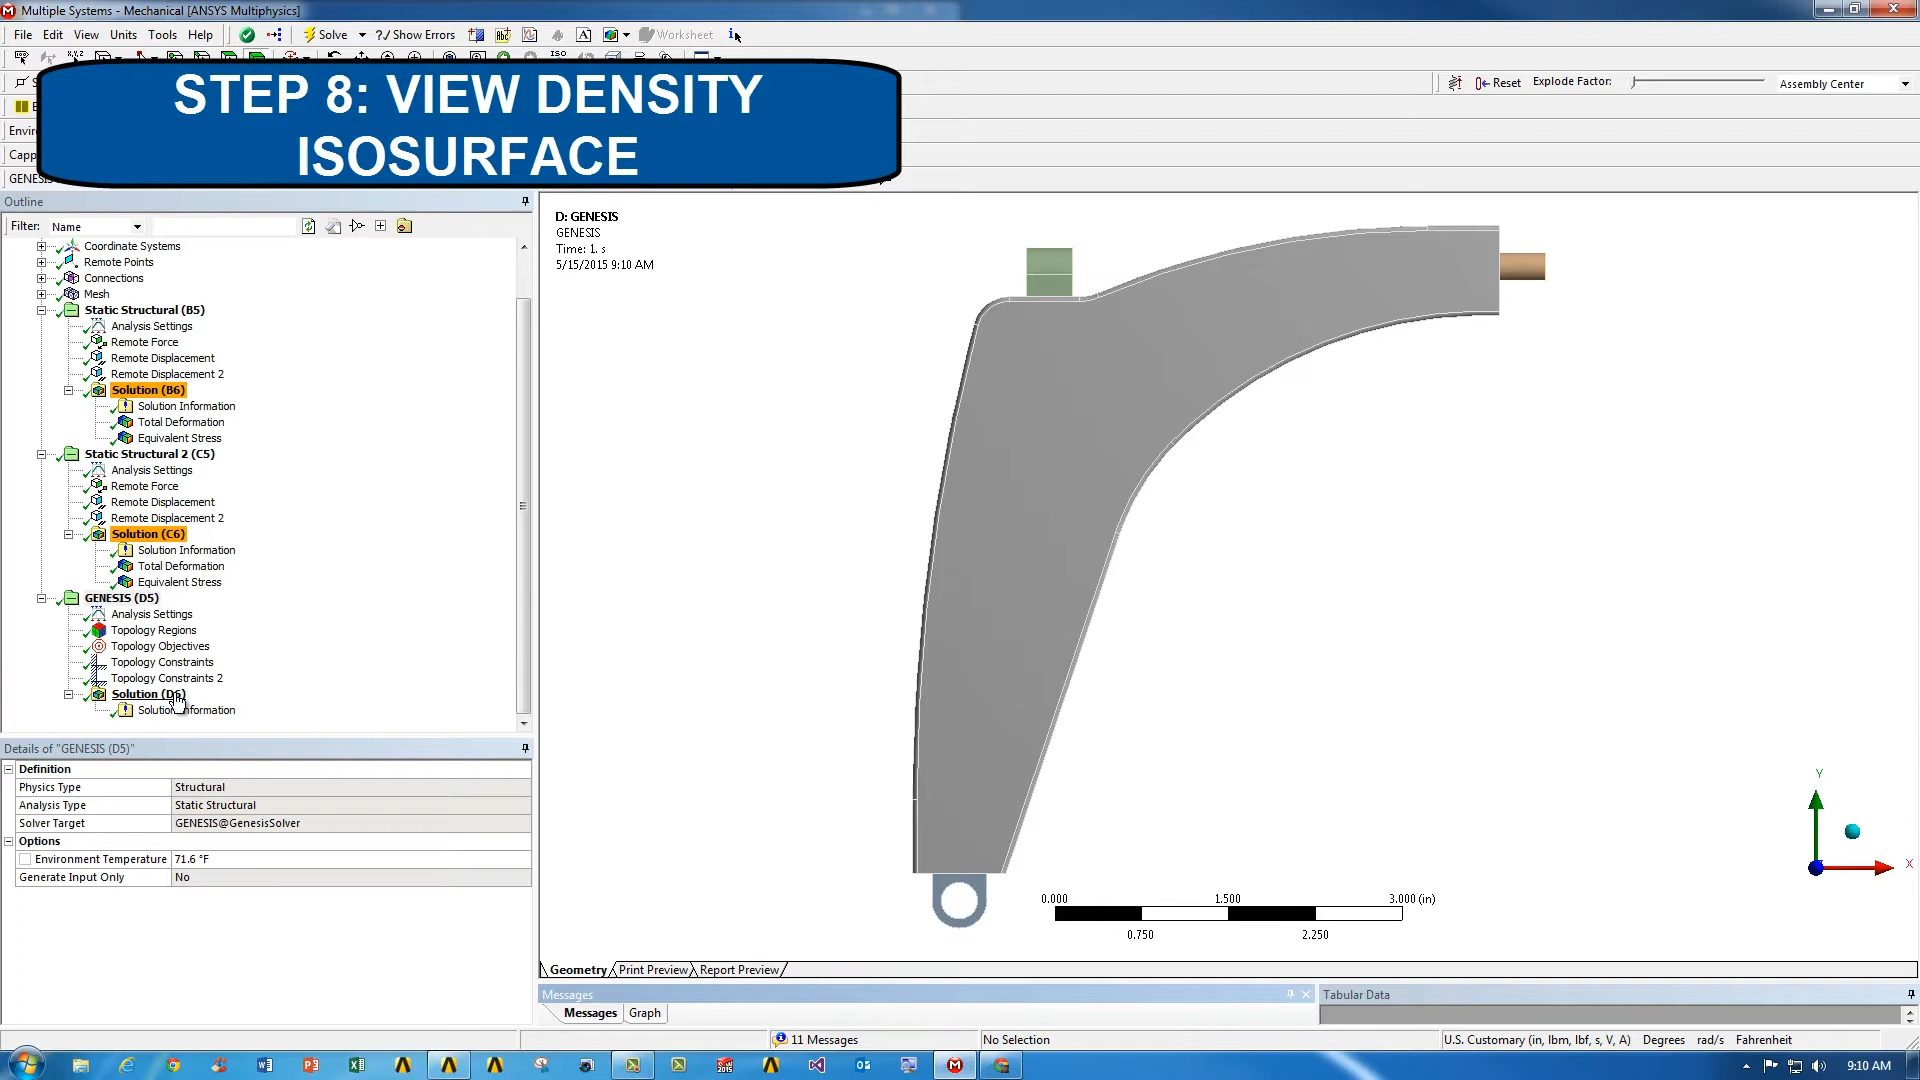 Multiple Systems - Mechanical [ANSYS Multiphysics]
File Edit View Units Tools Help Solve ?/ Show Errors Worksheet
STEP 8: VIEW DENSITY
ISOSURFACE
Reset Explode Factor: Assembly Center
Outline
Filter: Name
Coordinate Systems
Remote Points
Connections
Mesh
Static Structural (B5)
Analysis Settings
Remote Force
Remote Displacement
Remote Displacement 2
Solution (B6)
Solution Information
Total Deformation
Equivalent Stress
Static Structural 2 (C5)
Analysis Settings
Remote Force
Remote Displacement
Remote Displacement 2
Solution (C6)
Solution Information
Total Deformation
Equivalent Stress
GENESIS (D5)
Analysis Settings
Topology Regions
Topology Objectives
Topology Constraints
Topology Constraints 2
Solution (D6)
Solution Information
Details of "GENESIS (D5)"
Definition
Physics Type Structural
Analysis Type Static Structural
Solver Target GENESIS@GenesisSolver
Options
Environment Temperature 71.6 °F
Generate Input Only No
D: GENESIS
GENESIS
Time: 1. s
5/15/2015 9:10 AM
Y
X
0.000 1.500 3.000 (in)
0.750 2.250
Geometry Print Preview Report Preview
Messages
Messages Graph
Tabular Data
11 Messages No Selection U.S. Customary (in, lbm, lbf, s, V, A) Degrees rad/s Fahrenheit
9:10 AM